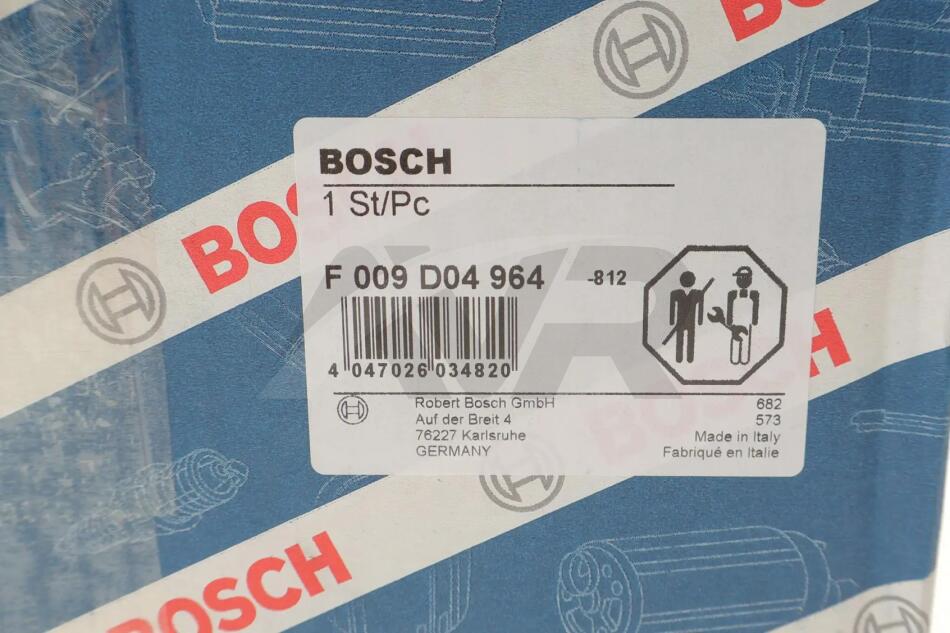 BOSCH
BOSCH
1 St/Pc
BOSCH
F 009 D04 964 -812
AVR
4 047026 034820
BOSCH
Robert Bosch GmbH
Auf der Breit 4
76227 Karlsruhe
GERMANY
682
573
Made in Italy
Fabriqué en Italie
BOSCH